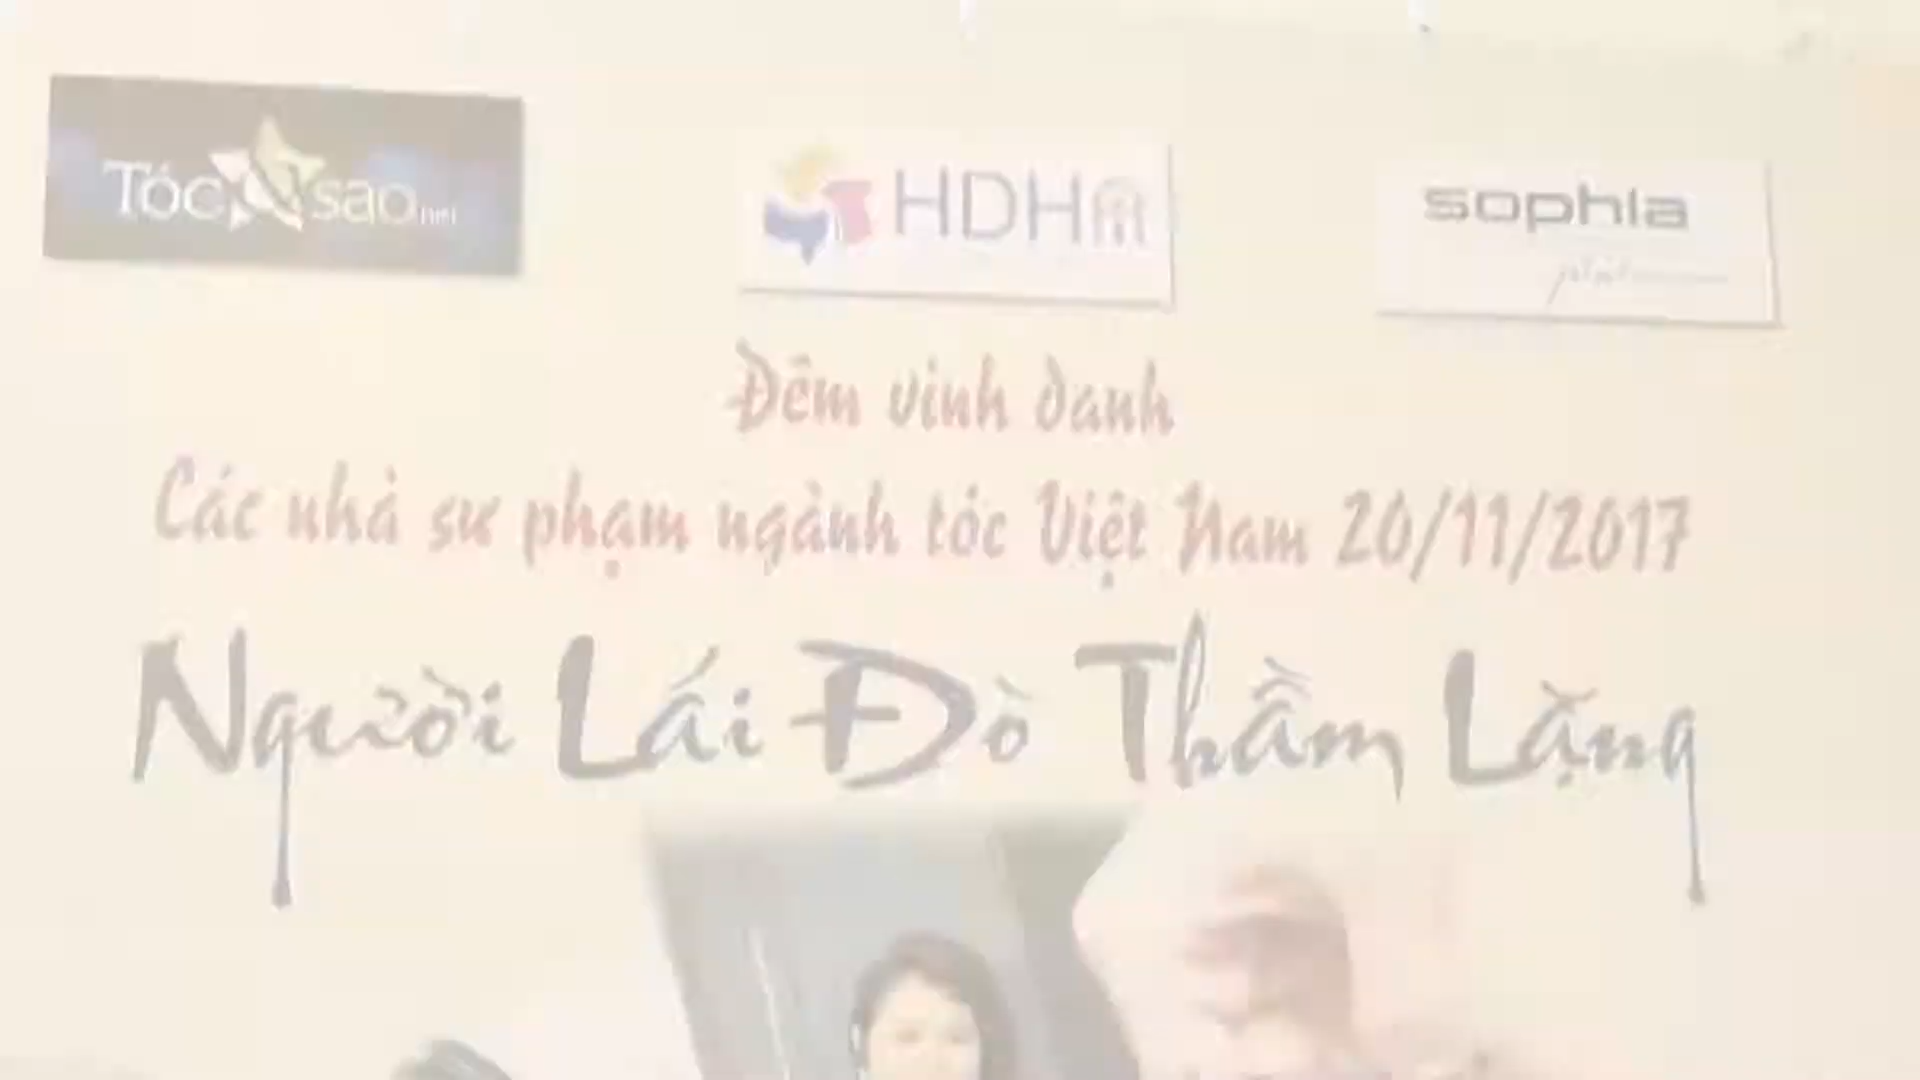 Tóc sao.net
HDH
sophia
Đêm vinh danh
Các nhà sư phạm ngành tóc Việt Nam 20/11/2017
Người Lái Đò Thầm Lặng